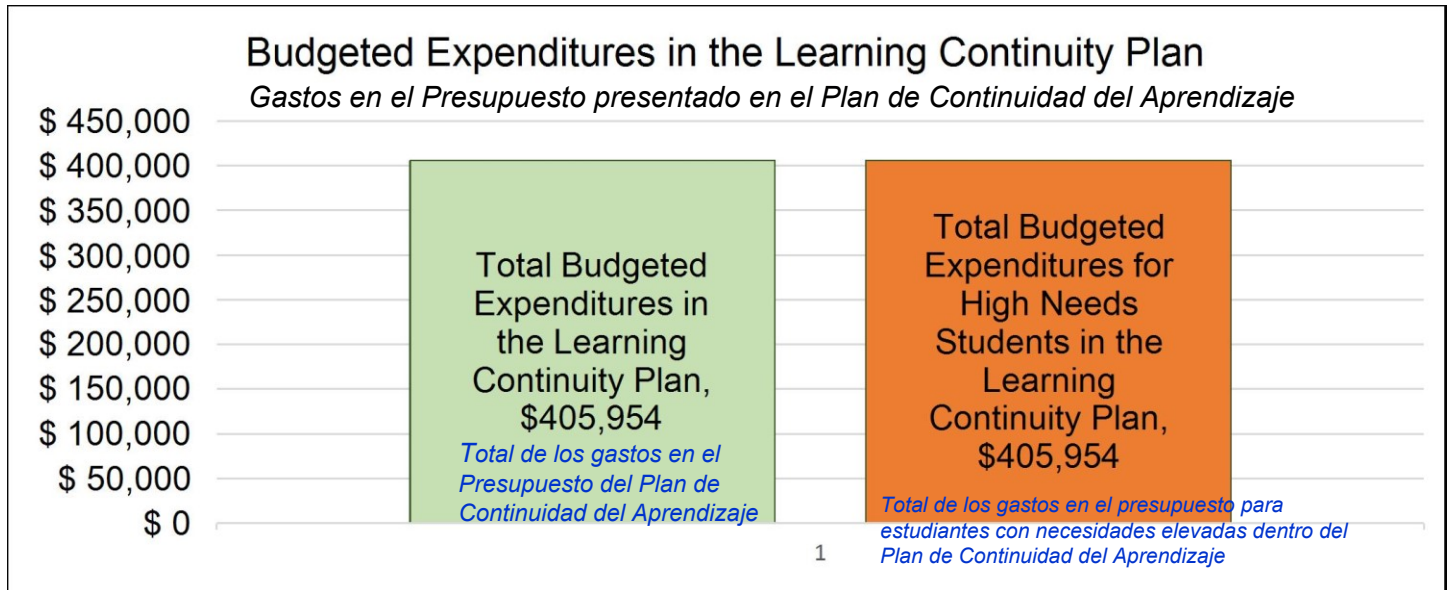 Budgeted Expenditures in the Learning Continuity Plan
Gastos en el Presupuesto presentado en el Plan de Continuidad del Aprendizaje
$ 450,000
$ 400,000
$ 350,000
$ 300,000
$ 250,000
$ 200,000
$ 150,000
$ 100,000
$ 50,000
$ 0
Total Budgeted
Expenditures in
the Learning
Continuity Plan,
$405,954
Total de los gastos en el
Presupuesto del Plan de
Continuidad del Aprendizaje
Total Budgeted
Expenditures for
High Needs
Students in the
Learning
Continuity Plan,
$405,954
Total de los gastos en el presupuesto para
estudiantes con necesidades elevadas dentro del
Plan de Continuidad del Aprendizaje
1